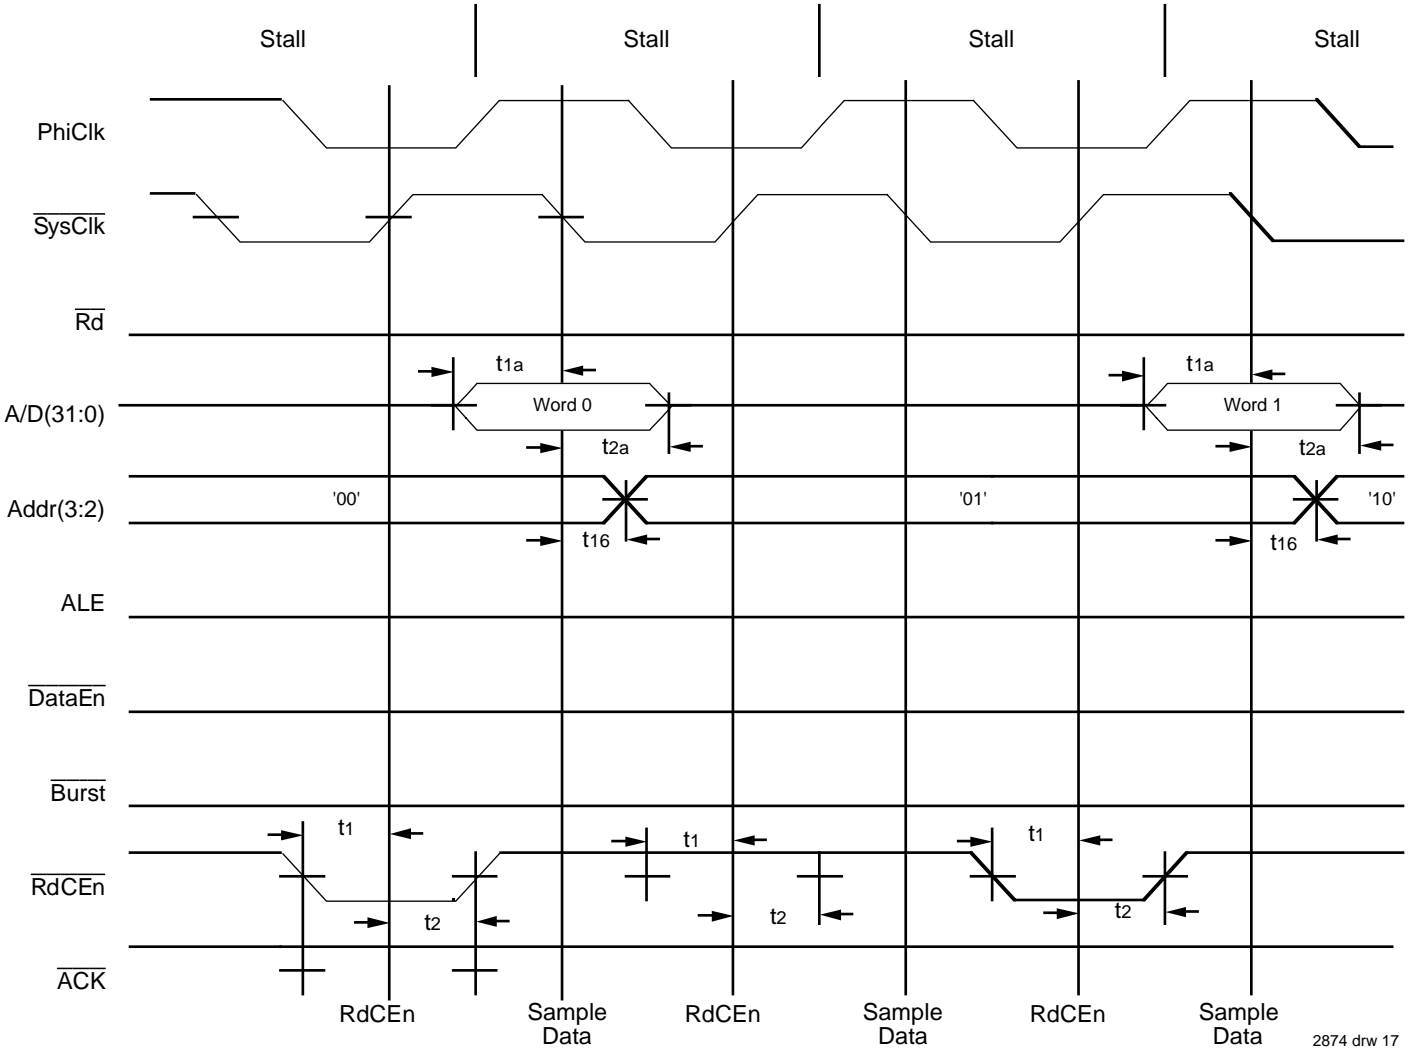 Stall Stall Stall Stall
PhiClk
SysClk
Rd
t1a t1a
A/D(31:0) Word 0 Word 1
t2a t2a
Addr(3:2) '00' '01' '10'
t16 t16
ALE
DataEn
Burst
t1 t1 t1
RdCEn
t2 t2 t2
ACK
RdCEn Sample RdCEn Sample RdCEn Sample
Data Data Data
2874 drw 17